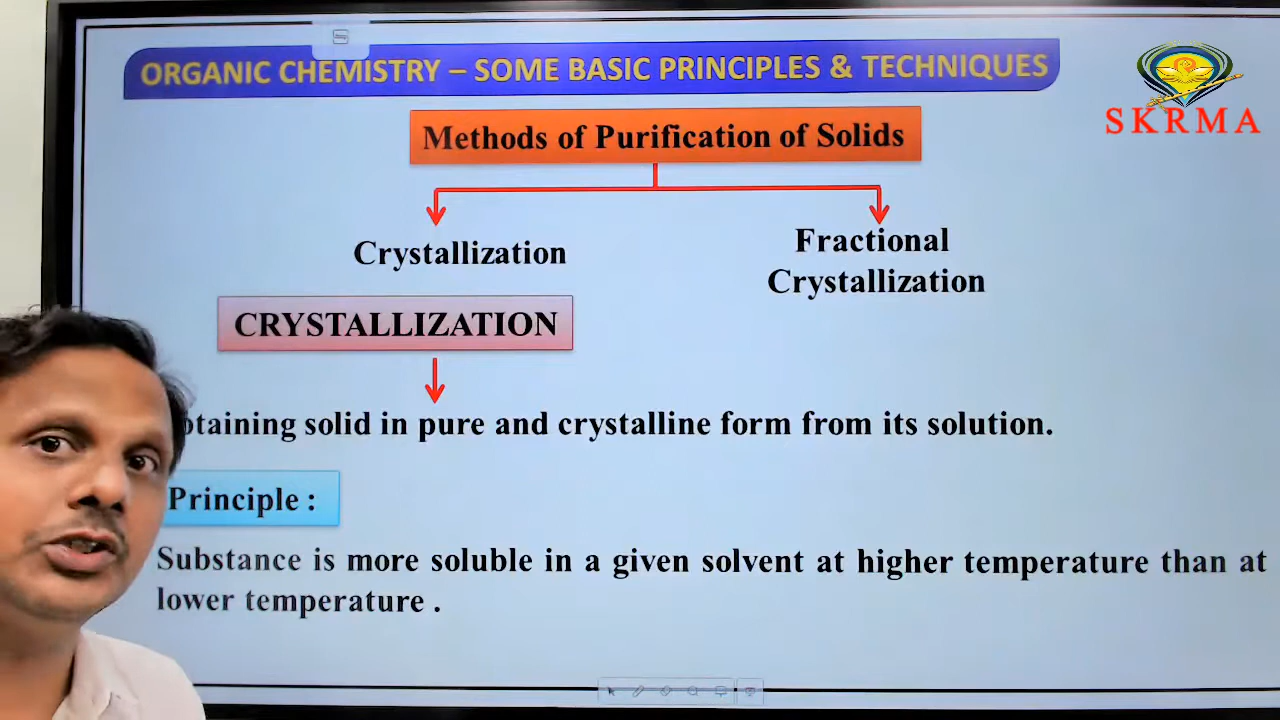 ORGANIC CHEMISTRY – SOME BASIC PRINCIPLES & TECHNIQUES
SKRMA
Methods of Purification of Solids
Crystallization
Fractional
Crystallization
CRYSTALLIZATION
solid in pure and crystalline form from its solution.
Principle :
Substance is more soluble in a given solvent at higher temperature than at
lower temperature .